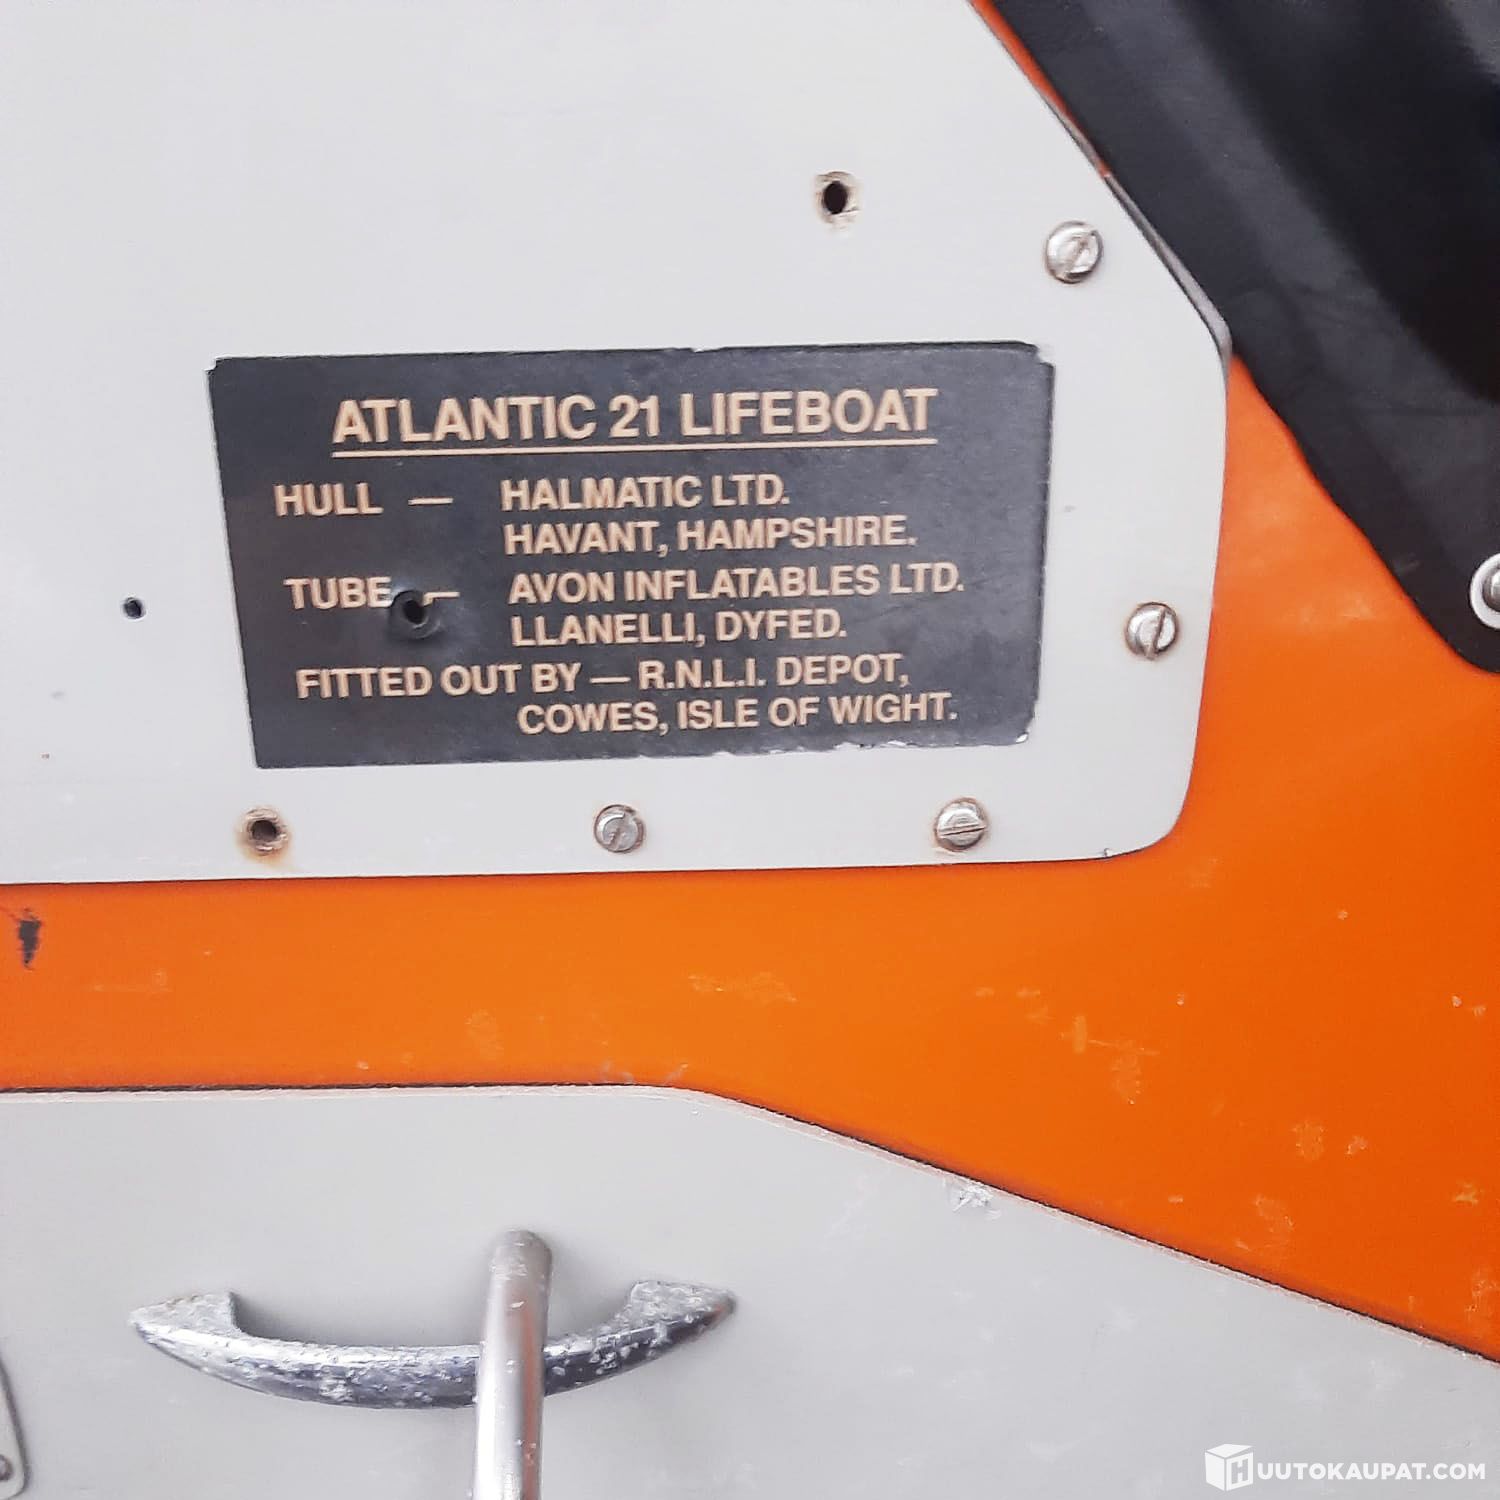 ATLANTIC 21 LIFEBOAT
HULL — HALMATIC LTD.
HAVANT, HAMPSHIRE.
TUBE — AVON INFLATABLES LTD.
LLANELLI, DYFED.
FITTED OUT BY — R.N.L.I. DEPOT,
COWES, ISLE OF WIGHT.
HUUTOKAUPAT.COM